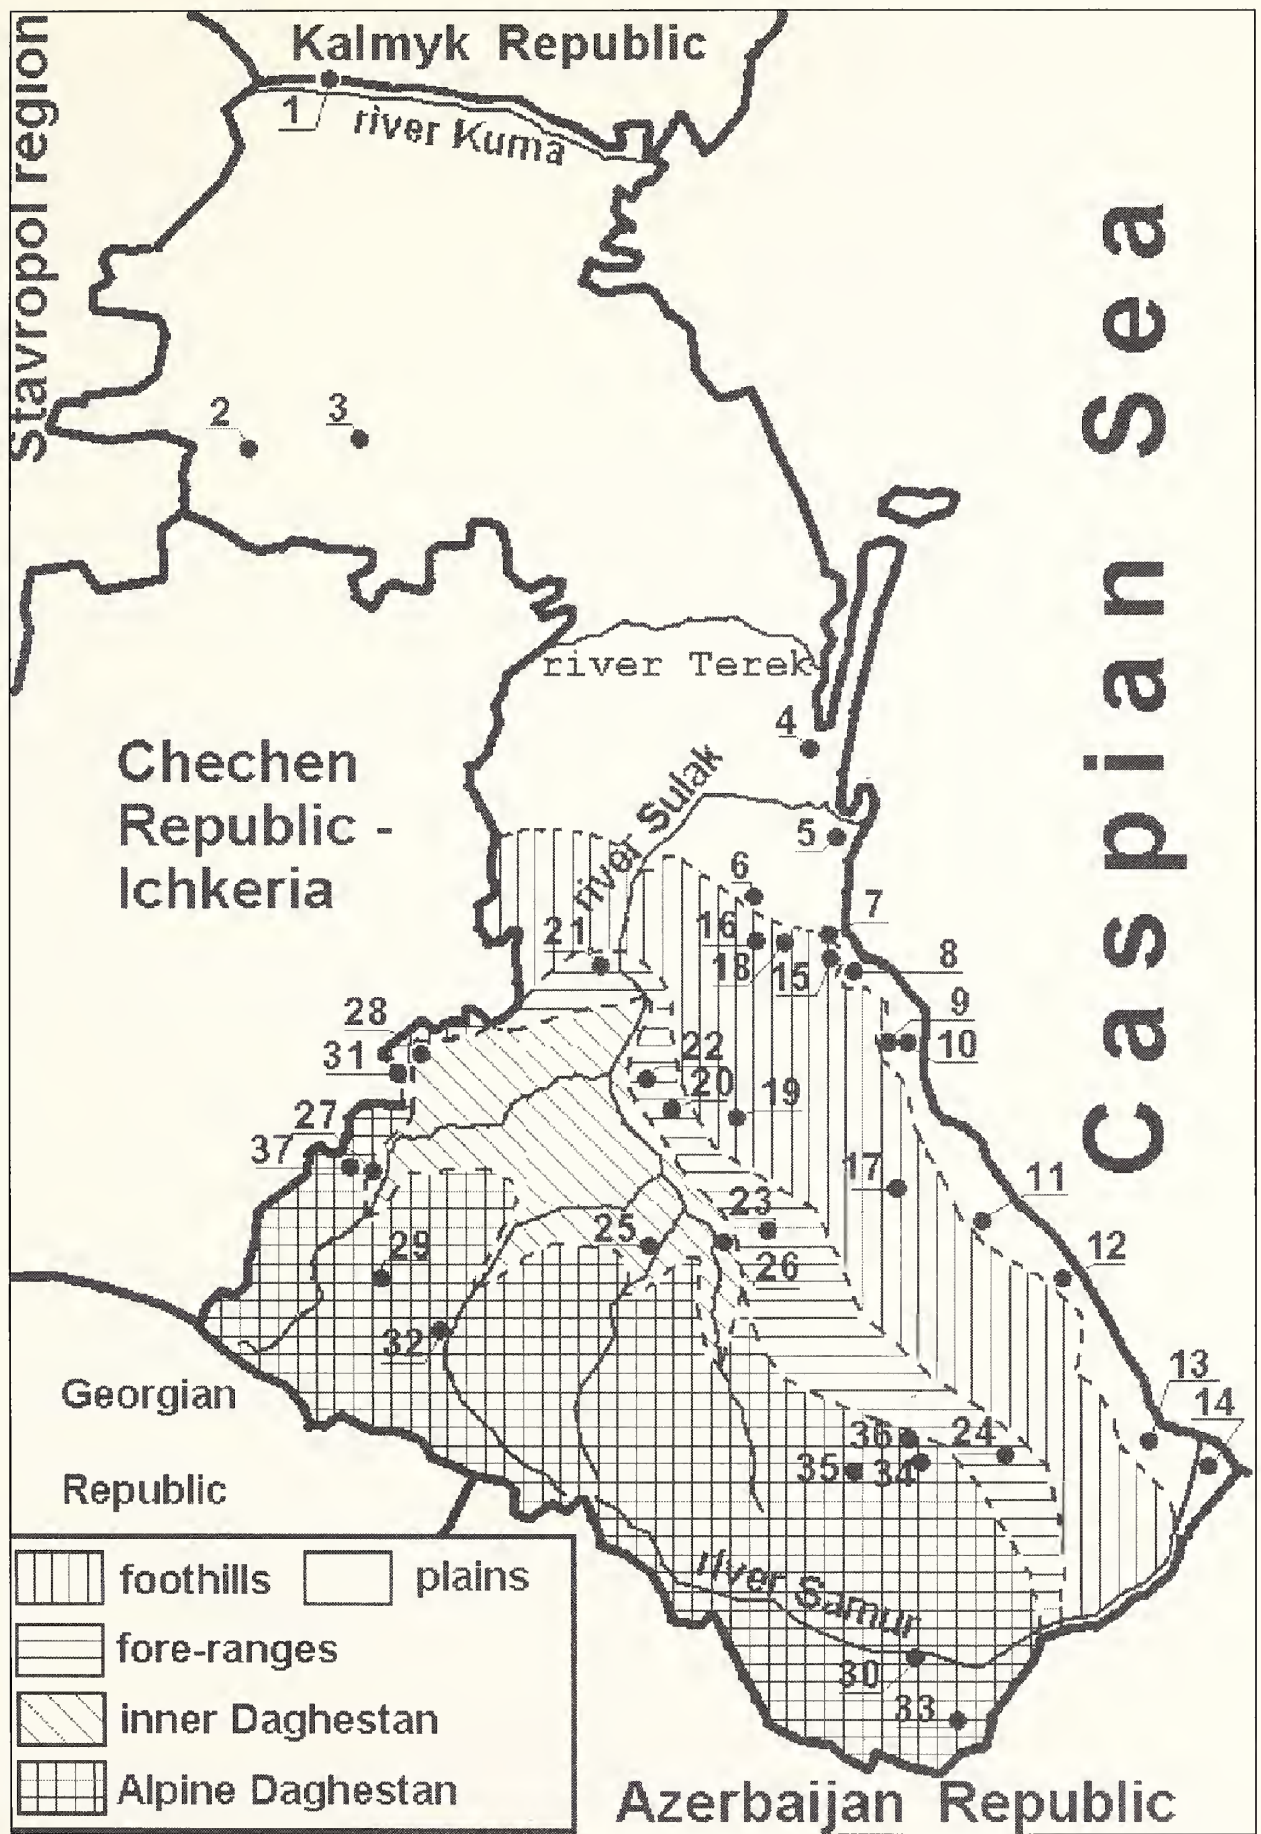 Kalmyk Republic
Stavropol region
1
river Kuma
Caspian Sea
2
3
river Terek
4
Chechen
Republic -
Ichkeria
river Sulak
5
6
7
16
21
18
15
8
9
10
28
31
22
20
19
27
37
17
23
11
25
29
26
12
32
13
14
Georgian
Republic
36
24
35
34
river Samur
30
33
foothills
plains
fore-ranges
inner Daghestan
Alpine Daghestan
Azerbaijan Republic